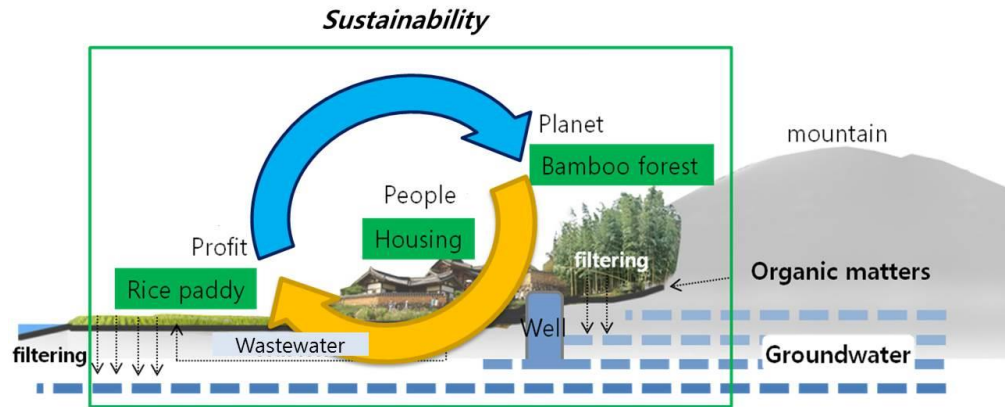 Sustainability
Planet
mountain
Bamboo forest
People
Housing
Profit
filtering
Organic matters
Rice paddy
Well
Wastewater
filtering
Groundwater